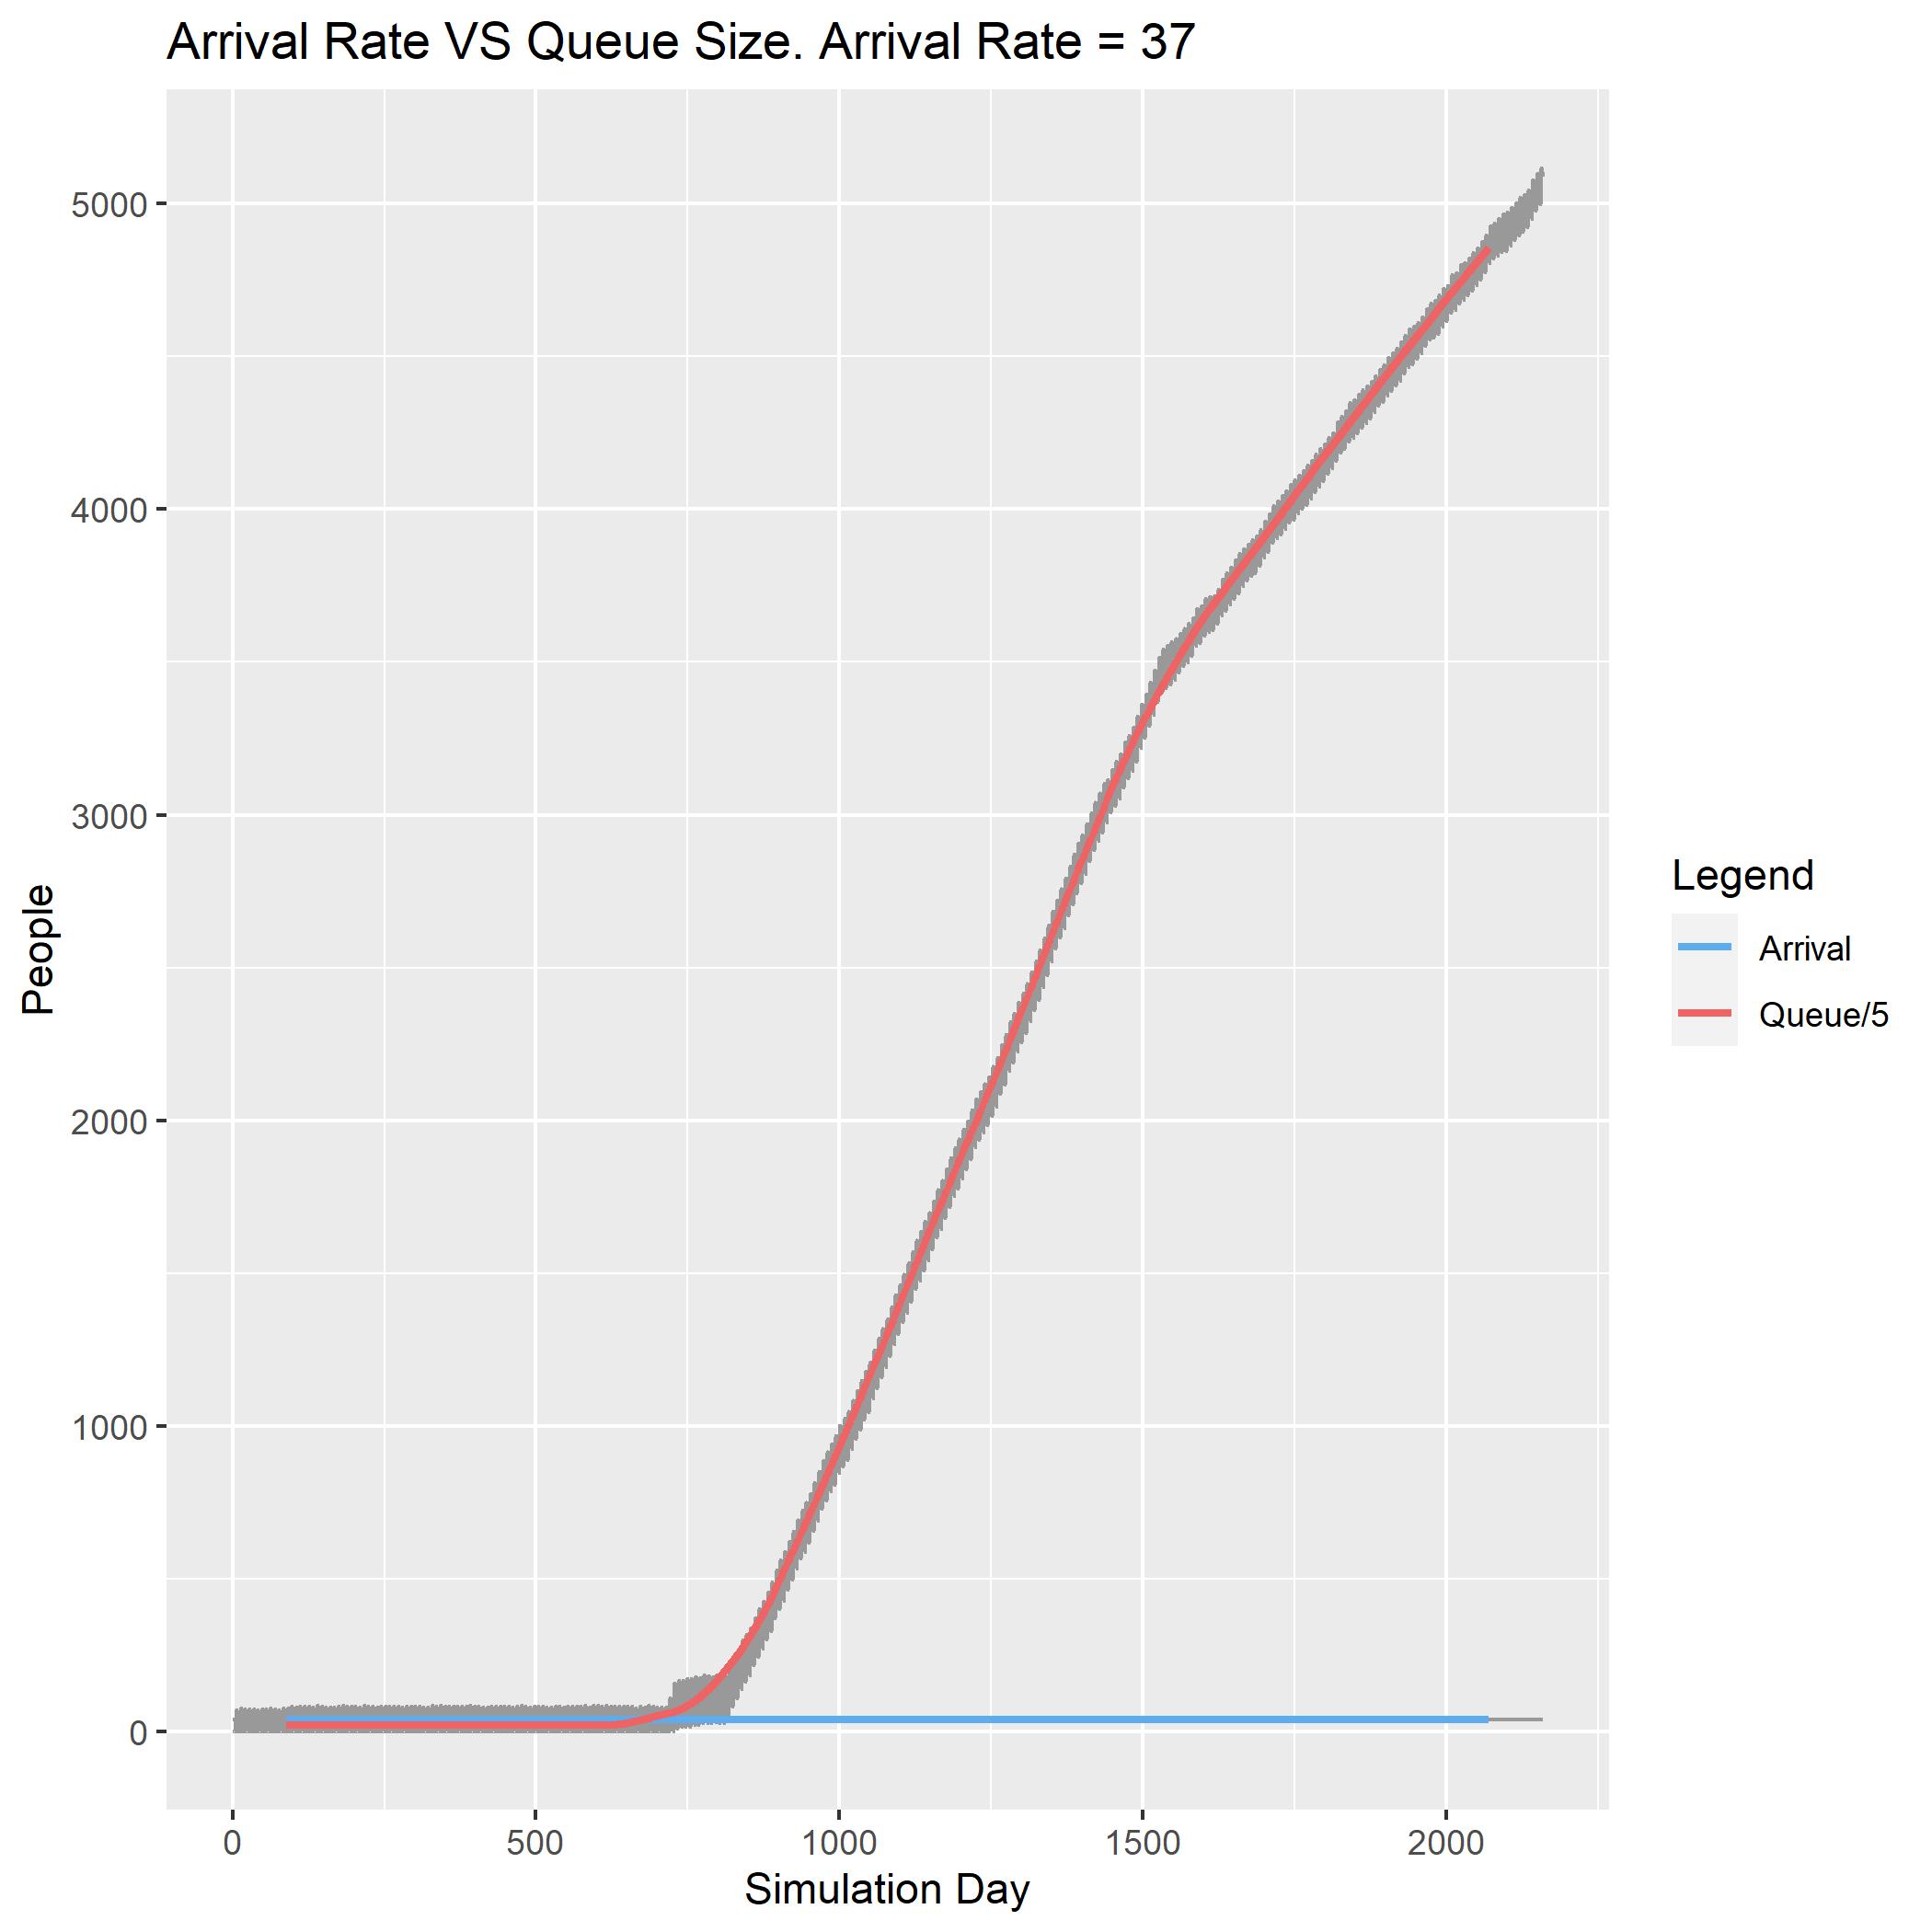 Arrival Rate VS Queue Size. Arrival Rate = 37
People
5000
4000
3000
2000
1000
0
0 500 1000 1500 2000
Simulation Day
Legend
Arrival
Queue/5